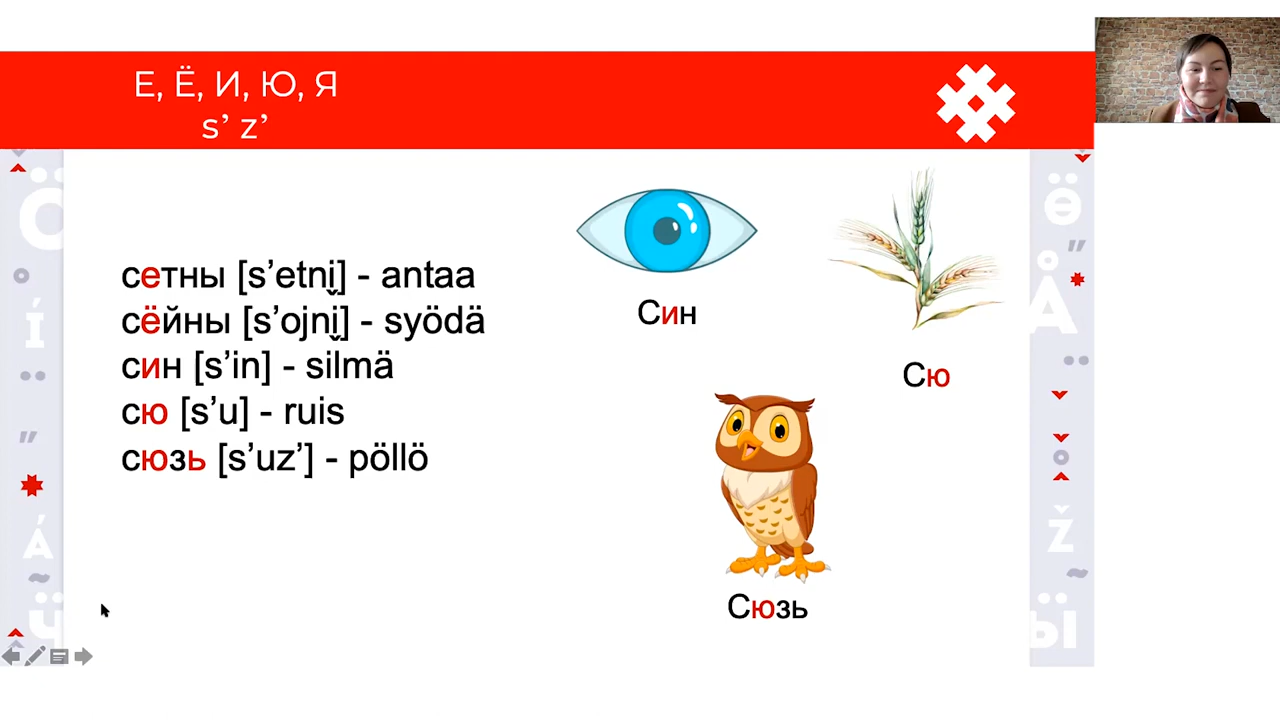 Е, Ё, И, Ю, Я
s’ z’
сетны [s’etni̮] - antaa
сёйны [s’ojni̮] - syödä
син [s’in] - silmä
сю [s’u] - ruis
сюзь [s’uz’] - pöllö
Син
Сю
Сюзь